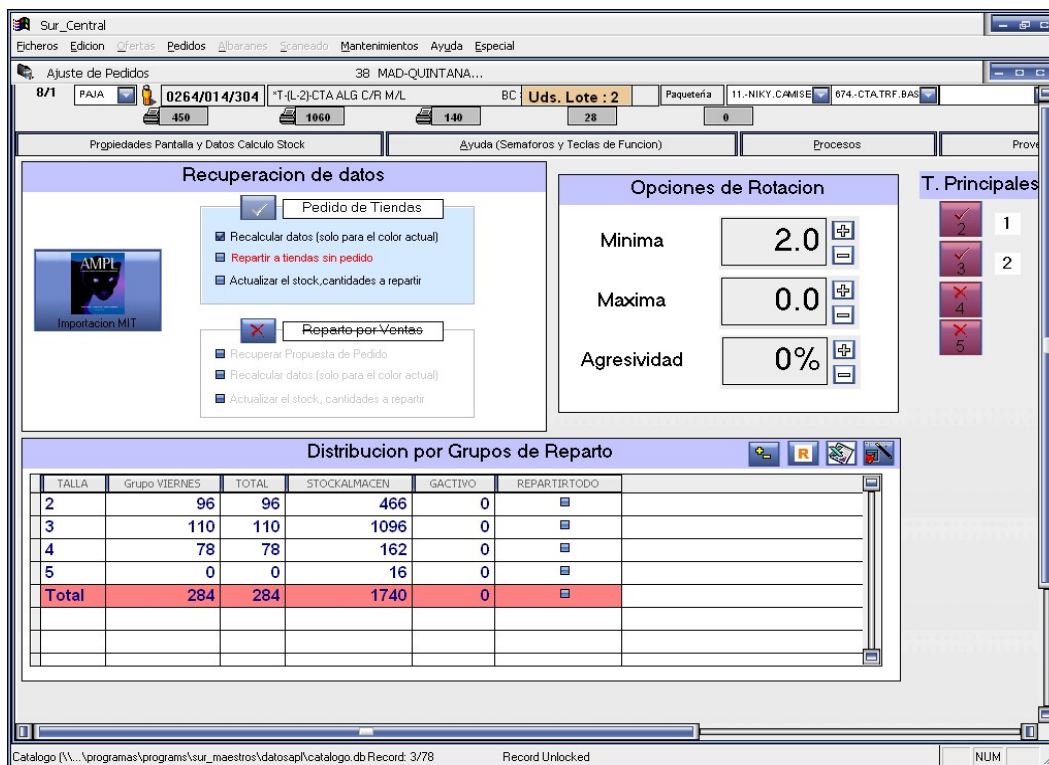 Sur_Central
Ficheros Edicion Ofertas Pedidos Albaranes Scaneado Mantenimientos Ayuda Especial
Ajuste de Pedidos 38 MAD-QUINTANA...
8/1 PAJA 0264/014/304 *T-(L-2)-CTA ALG C/R M/L BC Uds. Lote : 2 Paquetería 11.-NIKY.CAMISE 674.-CTA.TRF.BAS
450 1060 140 28 0
Propiedades Pantalla y Datos Calculo Stock Ayuda (Semaforos y Teclas de Funcion) Procesos Prove
Recuperacion de datos
Pedido de Tiendas
Recalcular datos (solo para el color actual)
Repartir a tiendas sin pedido
Actualizar el stock,cantidades a repartir
AMPL
Importacion MIT
Reparto por Ventas
Recuperar Propuesta de Pedido
Recalcular datos (solo para el color actual)
Actualizar el stock, cantidades a repartir
Opciones de Rotacion
Minima 2.0
Maxima 0.0
Agresividad 0%
T. Principales
2 1
3 2
4
5
Distribucion por Grupos de Reparto
R
TALLA Grupo VIERNES TOTAL STOCKALMACEN GACTIVO REPARTIRTODO
2 96 96 466 0
3 110 110 1096 0
4 78 78 162 0
5 0 0 16 0
Total 284 284 1740 0
Catalogo (\\...\programas\programs\sur_maestros\datosapl\catalogo.db Record: 3/78 Record Unlocked NUM